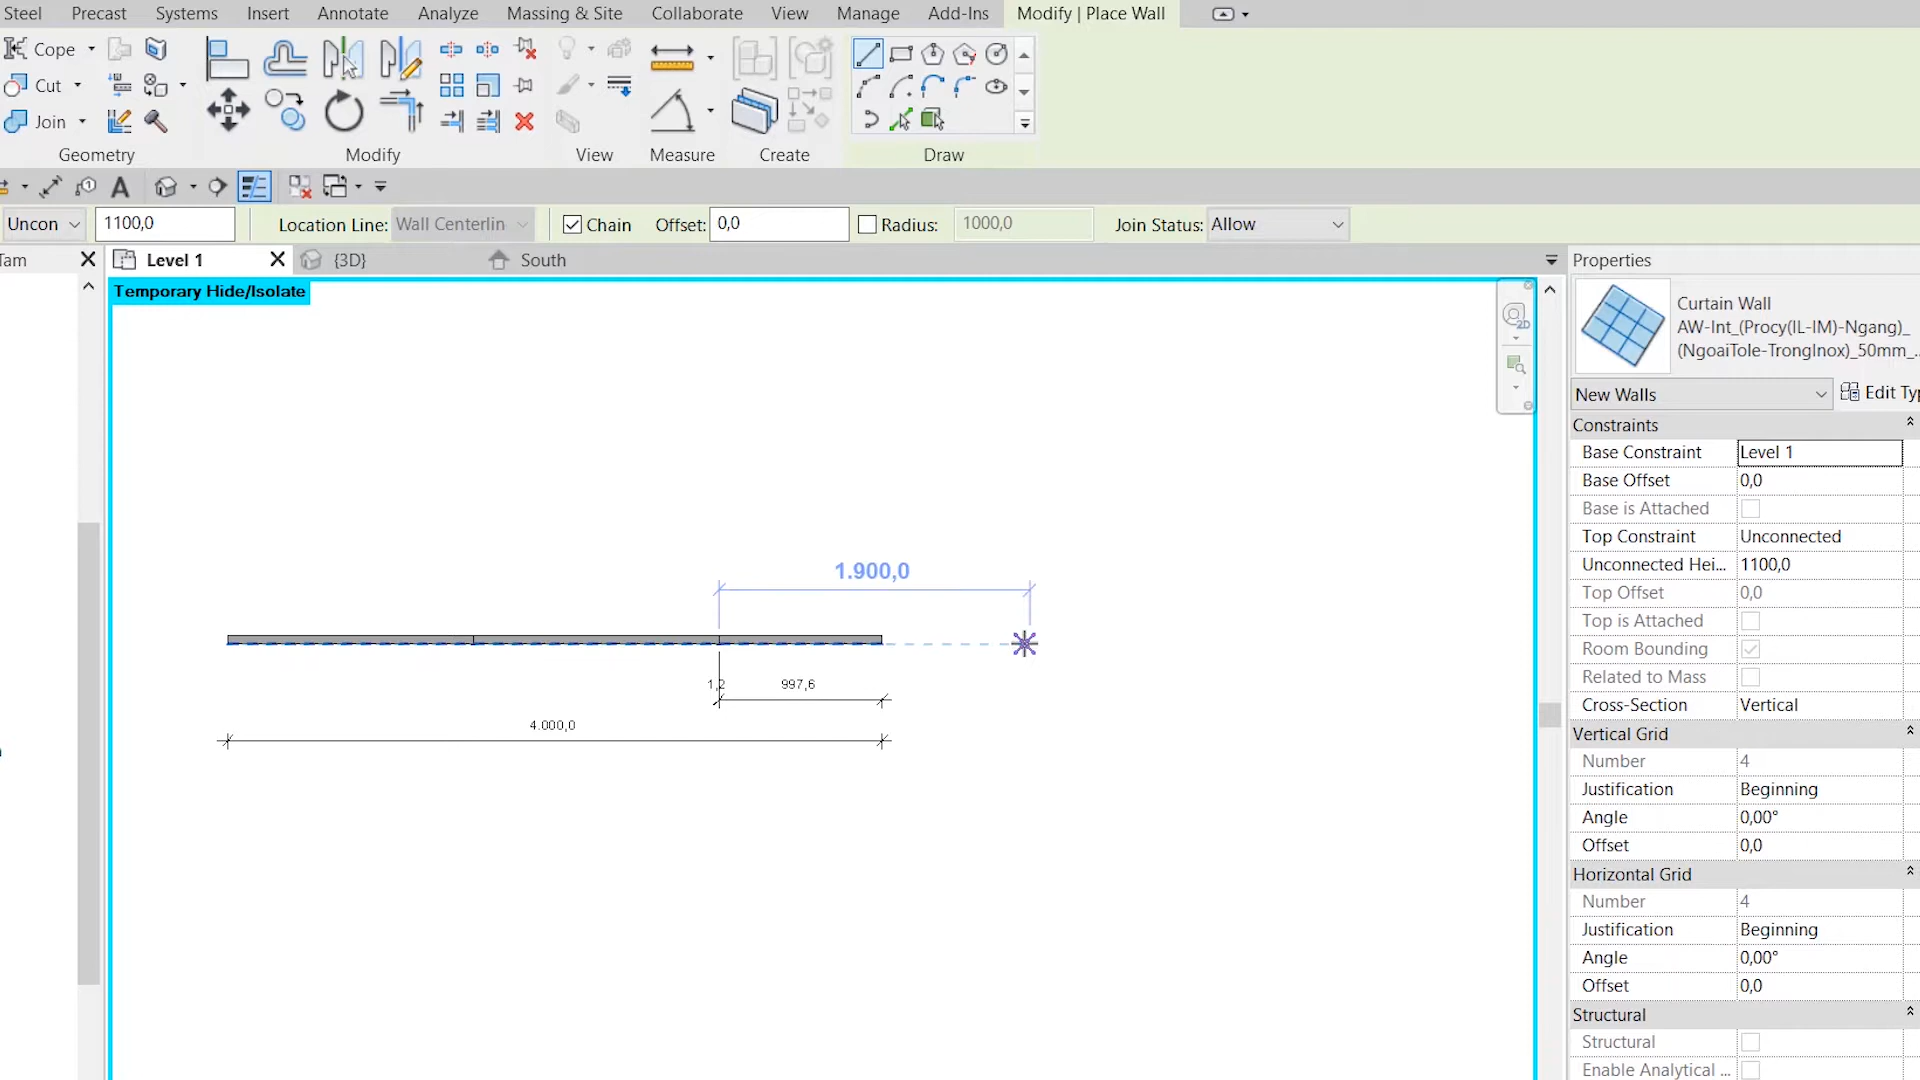 Steel Precast Systems Insert Annotate Analyze Massing & Site Collaborate View Manage Add-Ins Modify | Place Wall
Cope
Cut
Join
Geometry Modify View Measure Create Draw
A
Uncon 1100,0 Location Line: Wall Centerlin Chain Offset: 0,0 Radius: 1000,0 Join Status: Allow
Tam Level 1 {3D} South
Temporary Hide/Isolate
2D
1.900,0
1,2 997,6
4.000,0
Properties
Curtain Wall
AW-Int_(Procy(IL-IM)-Ngang)_
(NgoaiTole-TrongInox)_50mm_...
New Walls Edit Typ
Constraints
Base Constraint Level 1
Base Offset 0,0
Base is Attached
Top Constraint Unconnected
Unconnected Hei... 1100,0
Top Offset 0,0
Top is Attached
Room Bounding
Related to Mass
Cross-Section Vertical
Vertical Grid
Number 4
Justification Beginning
Angle 0,00°
Offset 0,0
Horizontal Grid
Number 4
Justification Beginning
Angle 0,00°
Offset 0,0
Structural
Structural
Enable Analytical ...